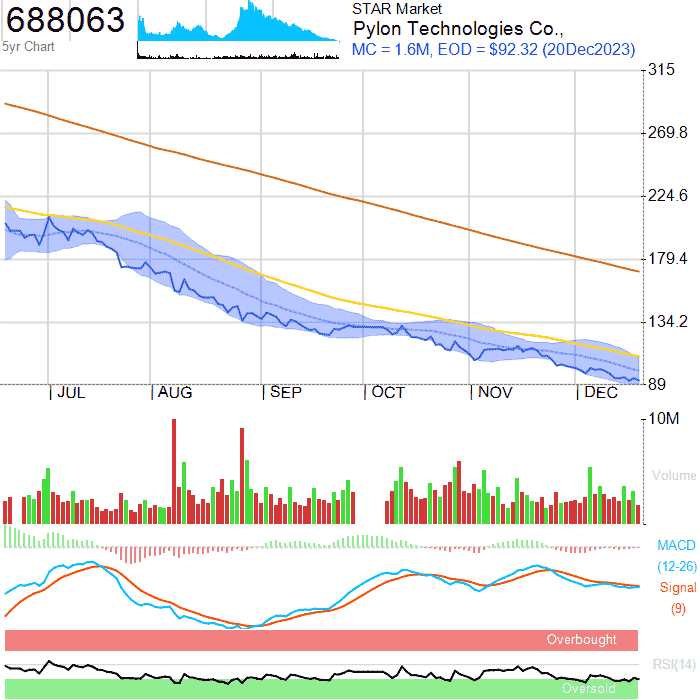 688063
5yr Chart
STAR Market
Pylon Technologies Co.,
MC = 1.6M, EOD = $92.32 (20Dec2023)
315
269.8
224.6
179.4
134.2
89
JUL AUG SEP OCT NOV DEC
10M
Volume
MACD
(12-26)
Signal
(9)
Overbought
RSI(14)
Oversold